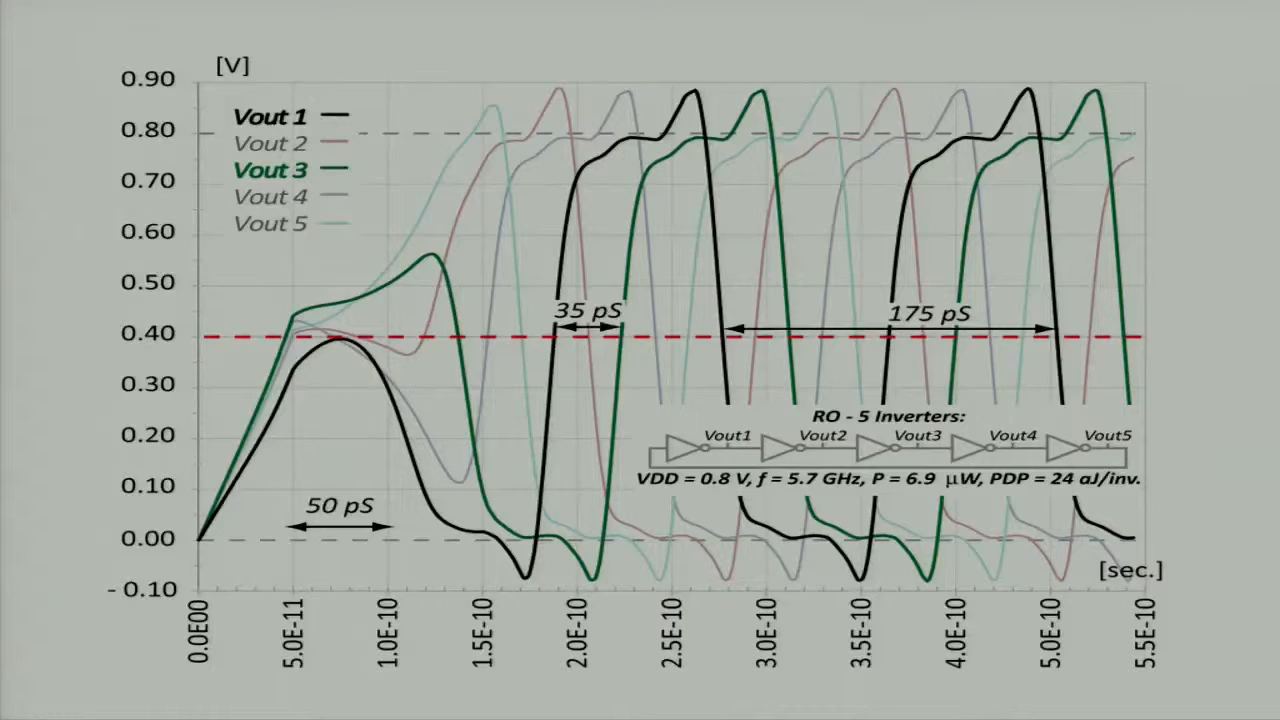 [V]
0.90
0.80
0.70
0.60
0.50
0.40
0.30
0.20
0.10
0.00
- 0.10
Vout 1
Vout 2
Vout 3
Vout 4
Vout 5
35 pS
175 pS
50 pS
RO - 5 Inverters:
Vout1 Vout2 Vout3 Vout4 Vout5
VDD = 0.8 V, f = 5.7 GHz, P = 6.9 µW, PDP = 24 aJ/inv.
[sec.]
0.0E00 5.0E-11 1.0E-10 1.5E-10 2.0E-10 2.5E-10 3.0E-10 3.5E-10 4.0E-10 5.0E-10 5.5E-10